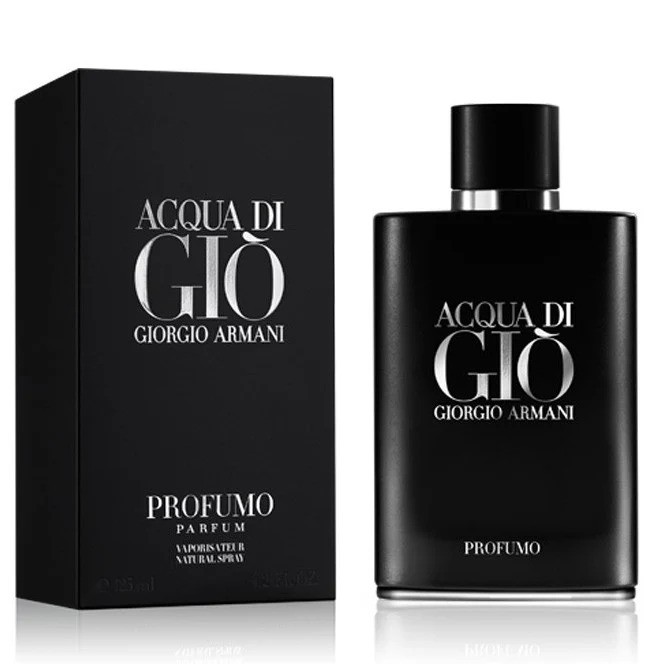 ACQUA DI
GIÒ
GIORGIO ARMANI
PROFUMO
PARFUM
VAPORISATEUR
NATURAL SPRAY
ACQUA DI
GIÒ
GIORGIO ARMANI
PROFUMO